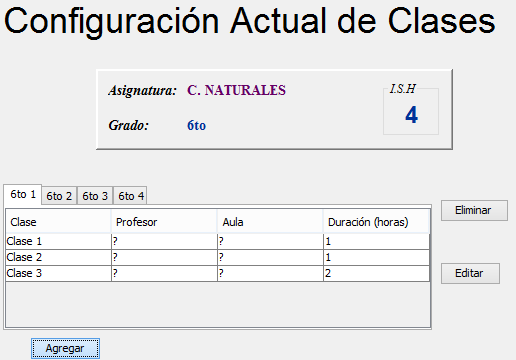 Configuración Actual de Clases
Asignatura: C. NATURALES
I.S.H
4
Grado: 6to
6to 1 6to 2 6to 3 6to 4
Clase Profesor Aula Duración (horas)
Clase 1 ? ? 1
Clase 2 ? ? 1
Clase 3 ? ? 2
Eliminar
Editar
Agregar